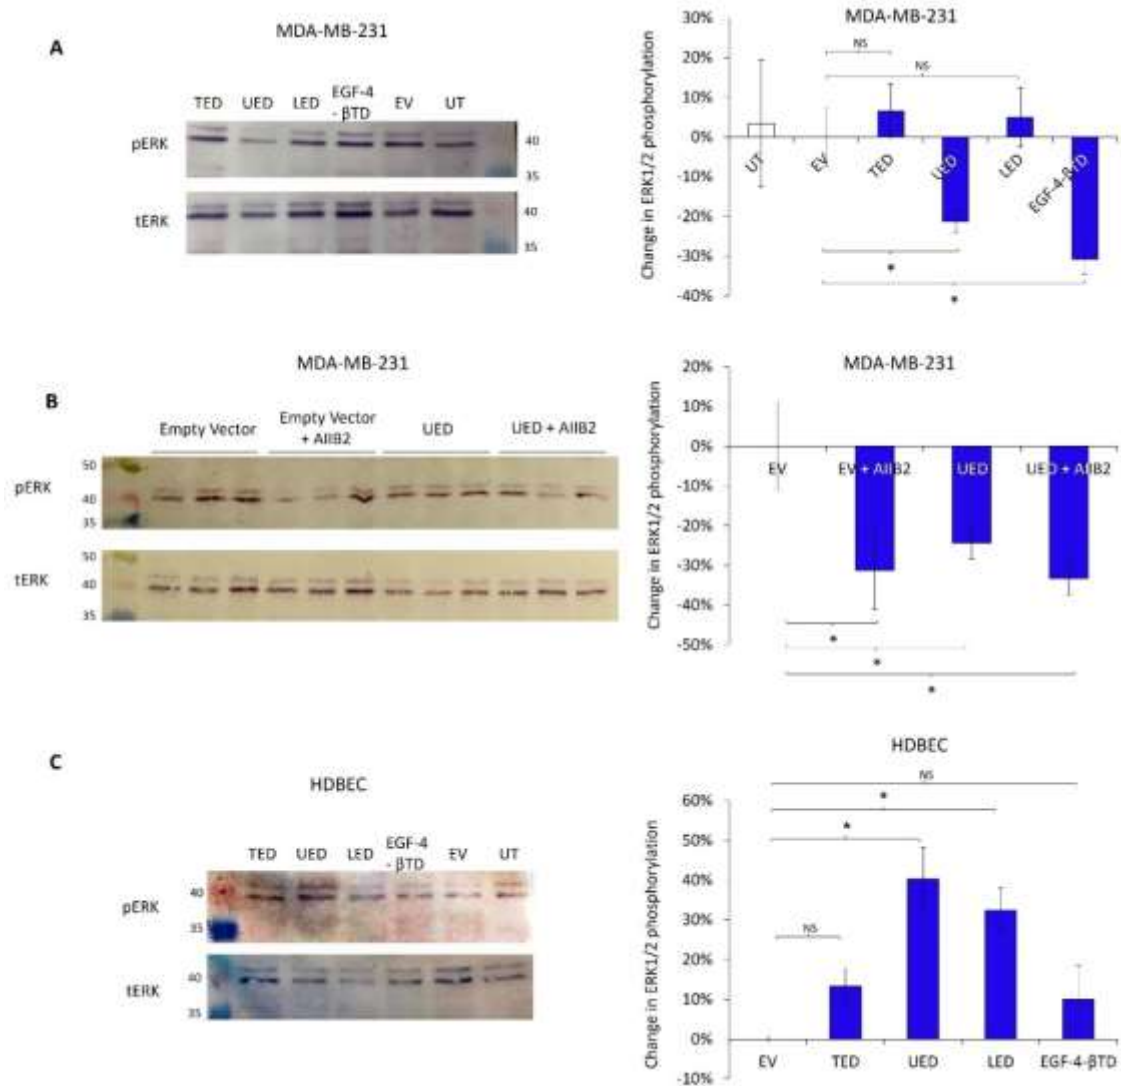 A
MDA-MB-231
TED UED LED EGF-4 - βTD EV UT
pERK
40
35
tERK
40
35
MDA-MB-231
Change in ERK1/2 phosphorylation
30%
20%
10%
0%
-10%
-20%
-30%
-40%
NS
NS
UT EV TED UED LED EGF-4-βTD
*
*
B
MDA-MB-231
Empty Vector Empty Vector + AIIB2 UED UED + AIIB2
pERK
50
40
35
tERK
50
40
35
MDA-MB-231
Change in ERK1/2 phosphorylation
20%
10%
0%
-10%
-20%
-30%
-40%
-50%
EV EV + AIIB2 UED UED + AIIB2
*
*
*
C
HDBEC
TED UED LED EGF-4 - βTD EV UT
pERK
40
35
tERK
40
35
HDBEC
Change in ERK1/2 phosphorylation
NS
*
*
NS
60%
50%
40%
30%
20%
10%
0%
-10%
EV TED UED LED EGF-4-βTD